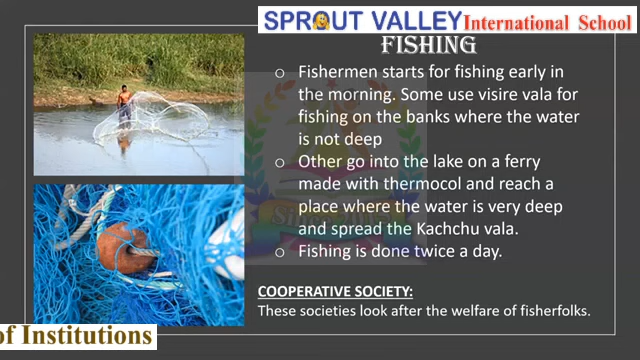 SPROUT VALLEY International School
FISHING
○ Fishermen starts for fishing early in
the morning. Some use visire vala for
fishing on the banks where the water
is not deep
○ Other go into the lake on a ferry
made with thermocol and reach a
place where the water is very deep
and spread the Kachchu vala.
○ Fishing is done twice a day.
COOPERATIVE SOCIETY:
These societies look after the welfare of fisherfolks.
of Institutions